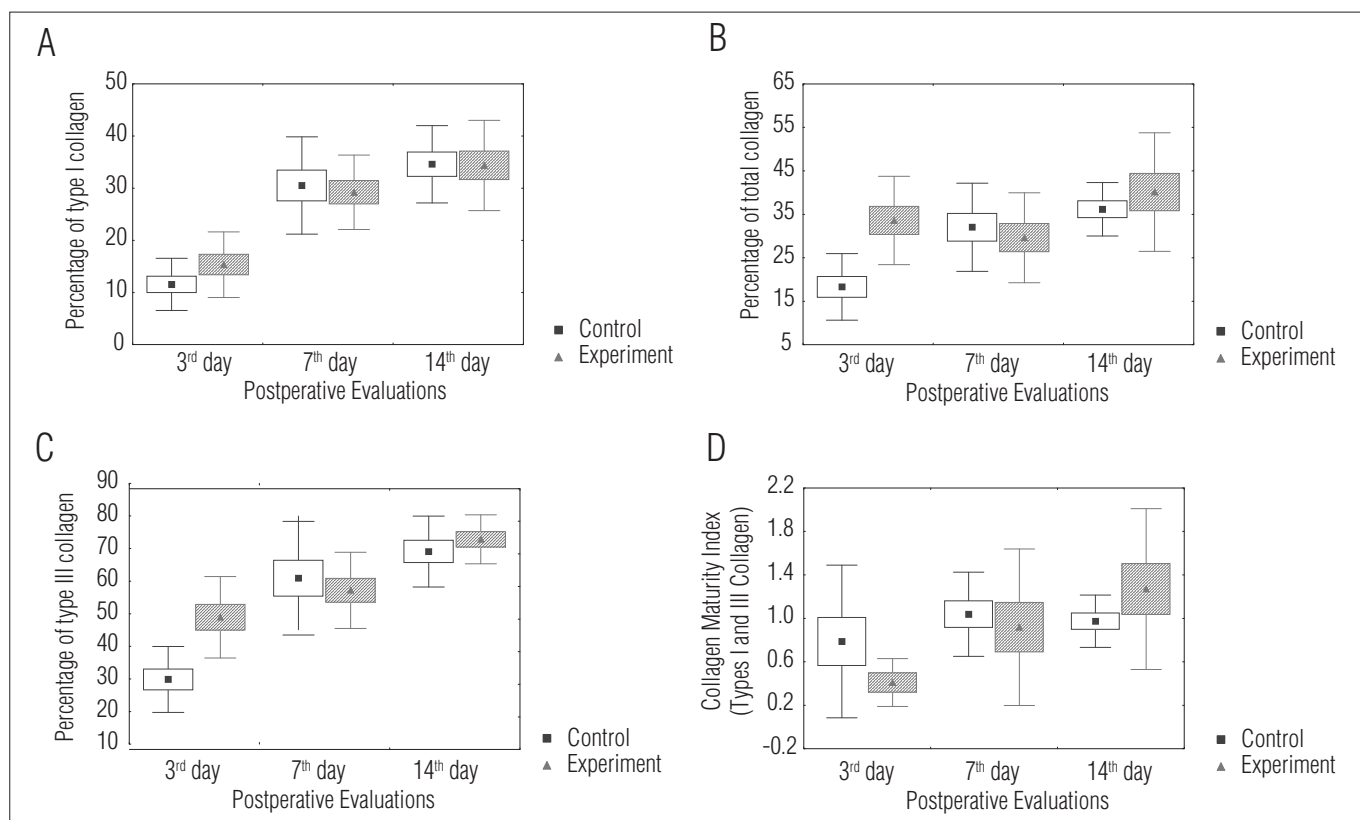 A
Percentage of type I collagen
50
40
30
20
10
0
3rd day
7th day
14th day
Postperative Evaluations
Control
Experiment
B
Percentage of total collagen
65
55
45
35
25
15
5
3rd day
7th day
14th day
Postperative Evaluations
Control
Experiment
C
Percentage of type III collagen
90
80
70
60
50
40
30
20
10
3rd day
7th day
14th day
Postperative Evaluations
Control
Experiment
D
Collagen Maturity Index
(Types I and III Collagen)
2.2
1.8
1.4
1.0
0.6
0.2
-0.2
3rd day
7th day
14th day
Postperative Evaluations
Control
Experiment